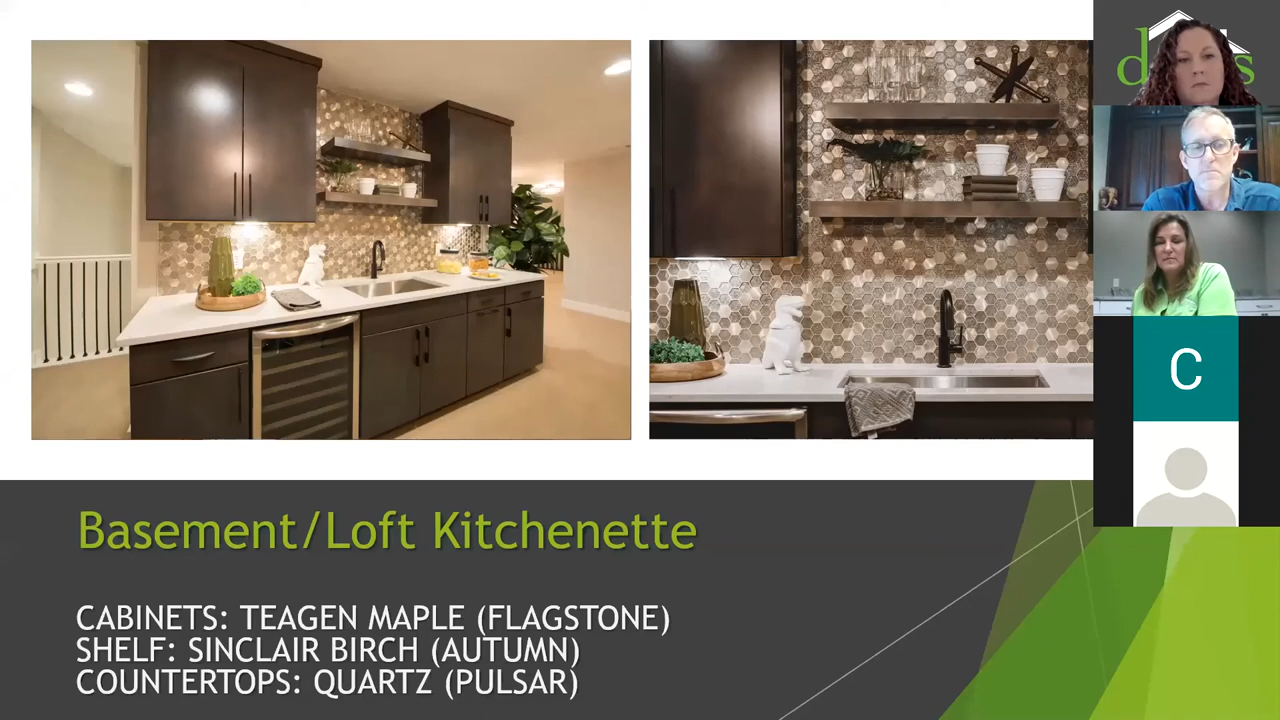 Basement/Loft Kitchenette
CABINETS: TEAGEN MAPLE (FLAGSTONE)
SHELF: SINCLAIR BIRCH (AUTUMN)
COUNTERTOPS: QUARTZ (PULSAR)
C